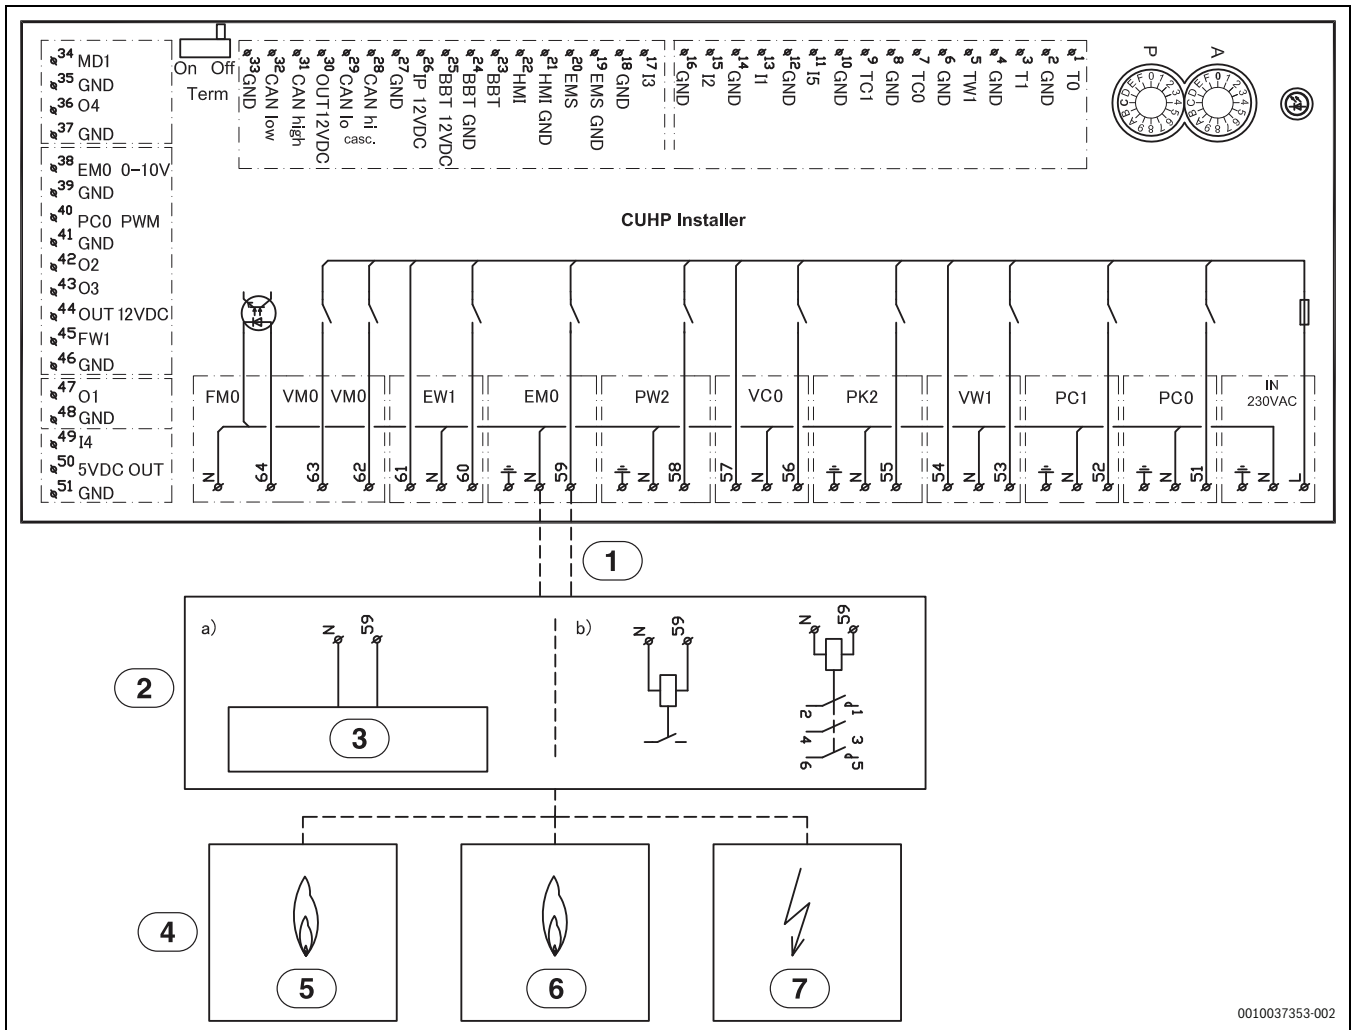 34 MD1
35 GND
36 O4
37 GND
38 EM0 0-10V
39 GND
40 PC0 PWM
41 GND
42 O2
43 O3
44 OUT 12VDC
45 FW1
46 GND
47 O1
48 GND
49 I4
50 5VDC OUT
51 GND
On Off
Term
33 GND
32 CAN low
31 CAN high
30 OUT12VDC
29 CAN lo
28 CAN hi
casc.
27 GND
26 IP 12VDC
25 BBT 12VDC
24 BBT GND
23 BBT
22 HMI
21 HMI GND
20 EMS
19 EMS GND
18 GND
17 I3
16 GND
15 I2
14 GND
13 I1
12 GND
11 I5
10 GND
9 TC1
8 GND
7 TC0
6 GND
5 TW1
4 GND
3 T1
2 GND
1 T0
P
0123456789ABCDEF
A
0123456789ABCDEF
CUHP Installer
FM0 VM0 VM0 EW1 EM0 PW2 VC0 PK2 VW1 PC1 PC0 IN
230VAC
N 64 63 62 61 N 60 N 59 N 58 57 N 56 N 55 54 N 53 N 52 N 51 N L
1
a)
N 59
b)
N 59
N 59
2 1
4 3
6 5
2
3
4
5
6
7
0010037353-002